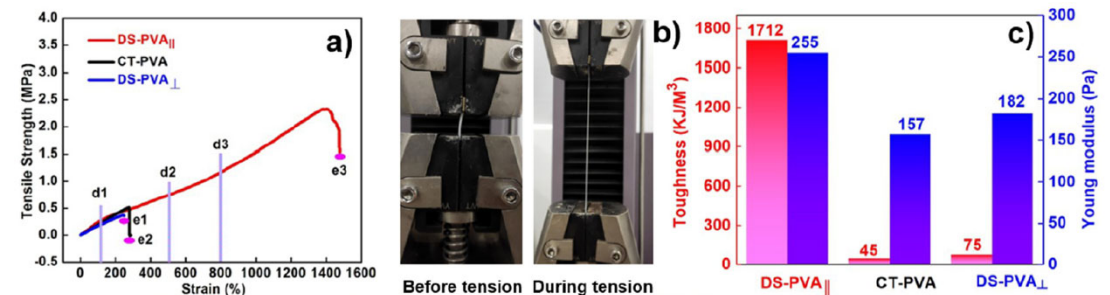 a)
DS-PVA∥
CT-PVA
DS-PVA⊥
Tensile Strength (MPa)
4.0
3.5
3.0
2.5
2.0
1.5
1.0
0.5
0.0
-0.5
d1
d2
d3
e1
e2
e3
0 200 400 600 800 1000 1200 1400 1600
Strain (%)
b)
Before tension During tension
c)
Toughness (KJ/M³)
1800
1500
1200
900
600
300
0
1712
255
45
157
75
182
DS-PVA∥ CT-PVA DS-PVA⊥
300
250
200
150
100
50
0
Young modulus (Pa)